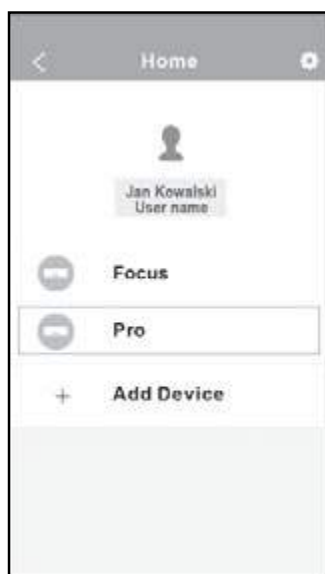 Home
Jan Kowalski
User name
Focus
Pro
+ Add Device